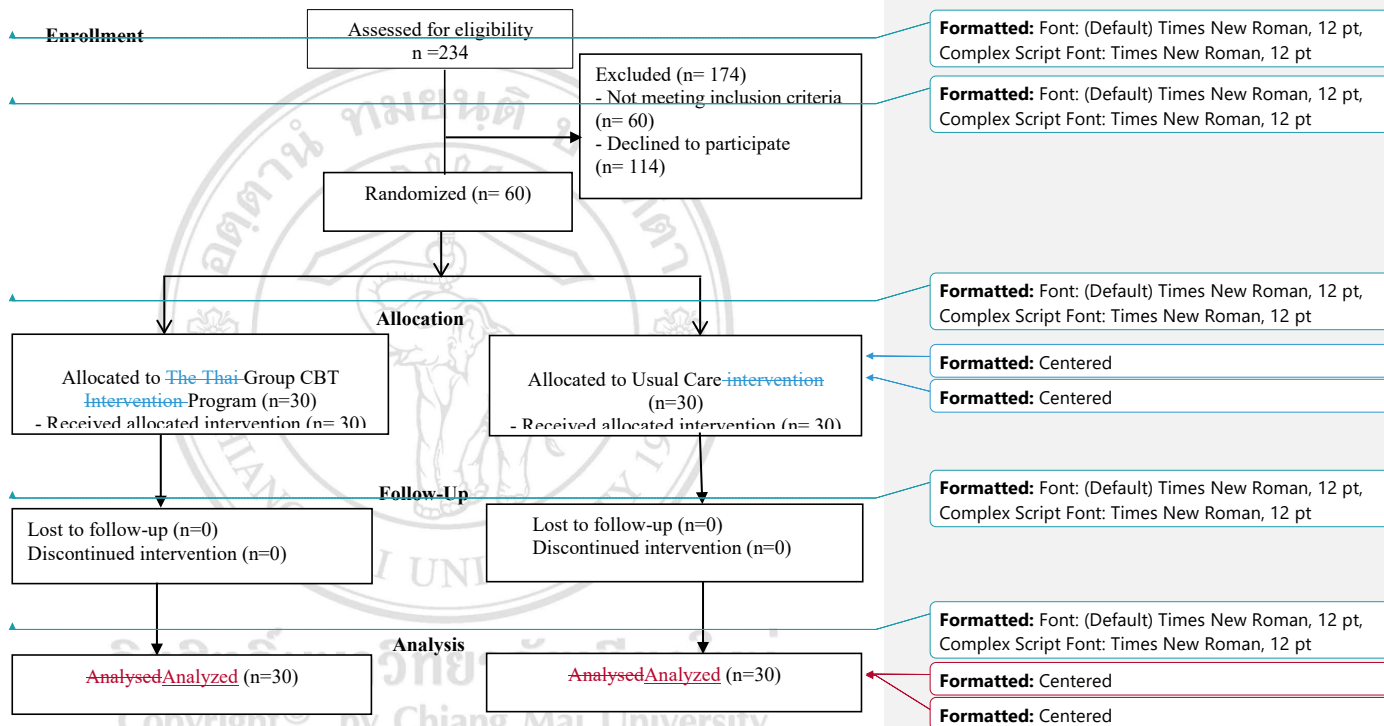 Enrollment
Assessed for eligibility
n =234
Excluded (n= 174)
- Not meeting inclusion criteria
(n= 60)
- Declined to participate
(n= 114)
Randomized (n= 60)
Allocation
Allocated to The Thai Group CBT
Intervention Program (n=30)
- Received allocated intervention (n= 30)
Allocated to Usual Care intervention
(n=30)
- Received allocated intervention (n= 30)
Follow-Up
Lost to follow-up (n=0)
Discontinued intervention (n=0)
Lost to follow-up (n=0)
Discontinued intervention (n=0)
Analysis
AnalysedAnalyzed (n=30)
AnalysedAnalyzed (n=30)
Formatted: Font: (Default) Times New Roman, 12 pt,
Complex Script Font: Times New Roman, 12 pt
Formatted: Font: (Default) Times New Roman, 12 pt,
Complex Script Font: Times New Roman, 12 pt
Formatted: Font: (Default) Times New Roman, 12 pt,
Complex Script Font: Times New Roman, 12 pt
Formatted: Centered
Formatted: Centered
Formatted: Font: (Default) Times New Roman, 12 pt,
Complex Script Font: Times New Roman, 12 pt
Formatted: Font: (Default) Times New Roman, 12 pt,
Complex Script Font: Times New Roman, 12 pt
Formatted: Centered
Formatted: Centered
Copyright© by Chiang Mai University